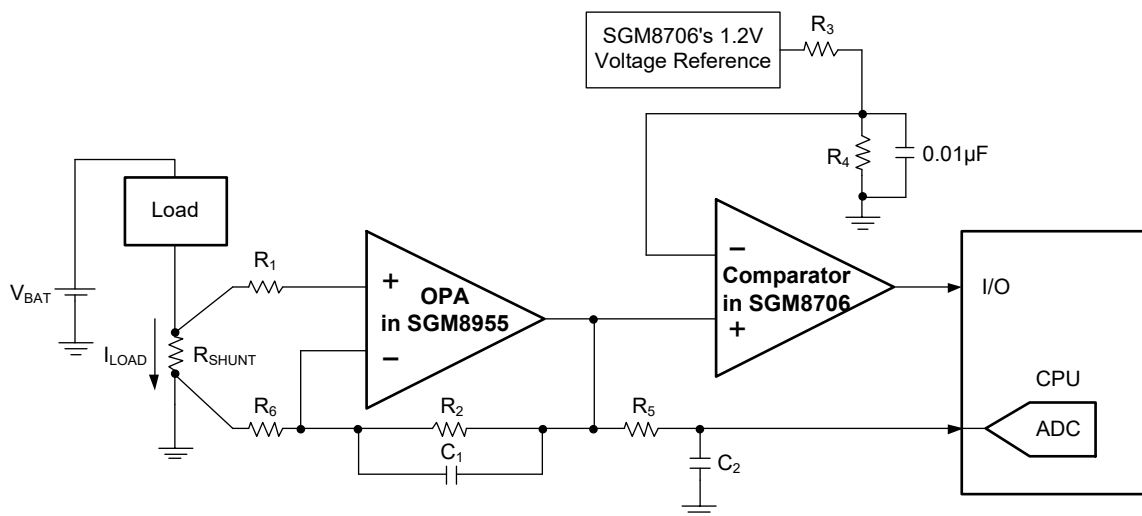 SGM8706's 1.2V
Voltage Reference
R3
R4
0.01µF
Load
VBAT
ILOAD
RSHUNT
R1
+
OPA
in SGM8955
−
R6
R2
C1
R5
C2
−
Comparator
in SGM8706
+
I/O
CPU
ADC